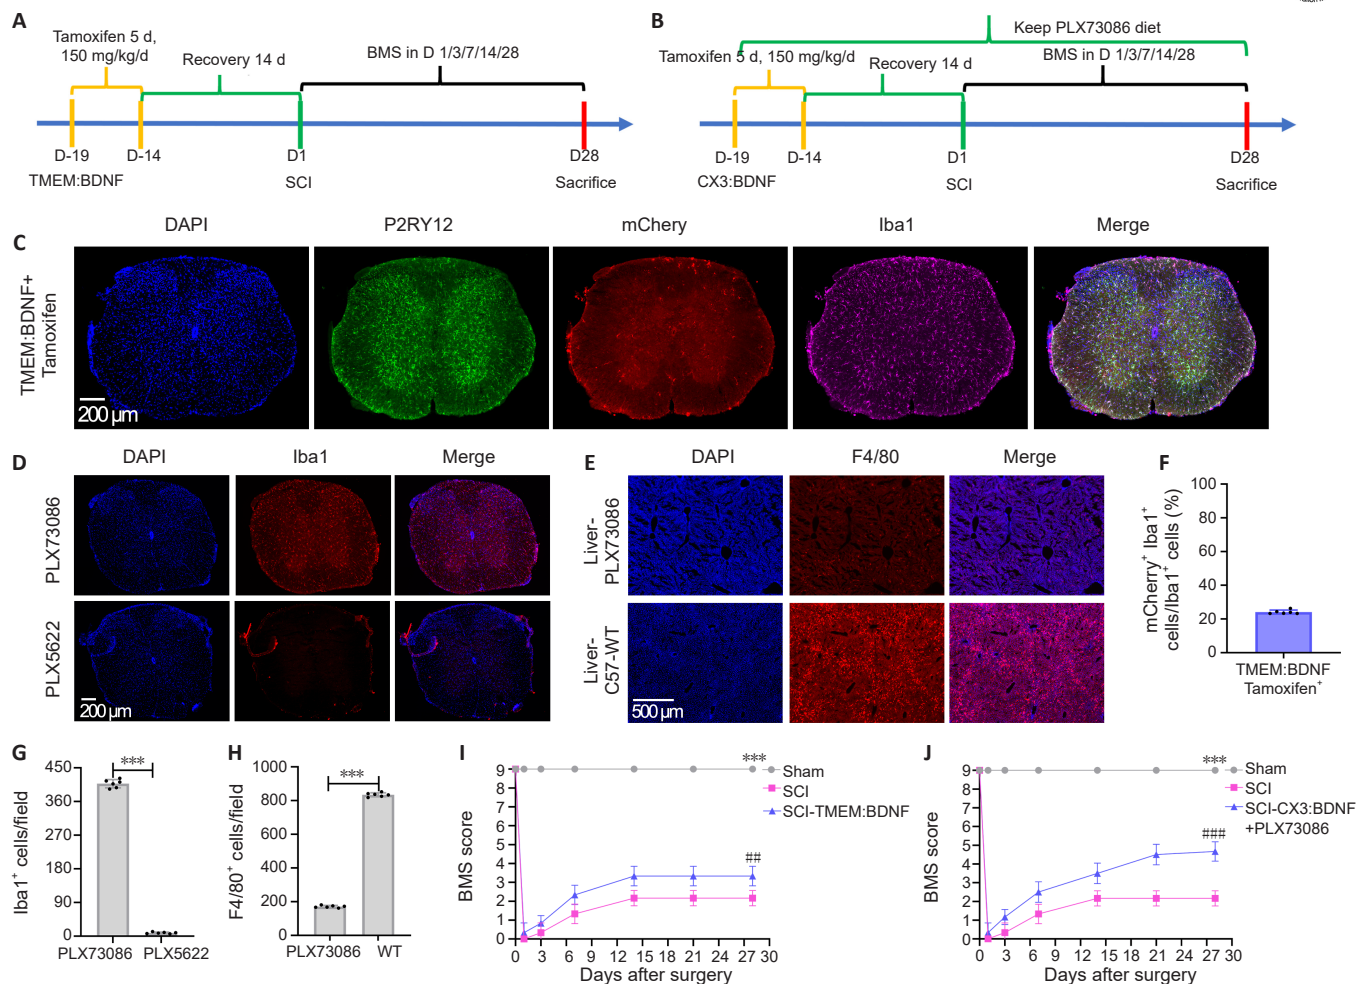 A
Tamoxifen 5 d,
150 mg/kg/d
Recovery 14 d
BMS in D 1/3/7/14/28
D-19
D-14
D1
D28
TMEM:BDNF
SCI
Sacrifice
B
Keep PLX73086 diet
Tamoxifen 5 d, 150 mg/kg/d
Recovery 14 d
BMS in D 1/3/7/14/28
D-19
D-14
D1
D28
CX3:BDNF
SCI
Sacrifice
C
DAPI
P2RY12
mChery
Iba1
Merge
TMEM:BDNF+
Tamoxifen
200 µm
D
DAPI
Iba1
Merge
PLX73086
PLX5622
200 µm
E
DAPI
F4/80
Merge
Liver-
PLX73086
Liver-
C57-WT
500 µm
F
mCherry+ Iba1+
cells/Iba1+ cells (%)
100
80
60
40
20
0
TMEM:BDNF
Tamoxifen+
G
Iba1+ cells/field
450
360
270
180
90
0
***
PLX73086
PLX5622
H
F4/80+ cells/field
1000
800
600
400
200
0
***
PLX73086
WT
I
BMS score
9
8
7
6
5
4
3
2
1
0
0 3 6 9 12 15 18 21 24 27 30
Days after surgery
***
Sham
SCI
SCI-TMEM:BDNF
##
J
BMS score
9
8
7
6
5
4
3
2
1
0
0 3 6 9 12 15 18 21 24 27 30
Days after surgery
***
Sham
SCI
SCI-CX3:BDNF
+PLX73086
###